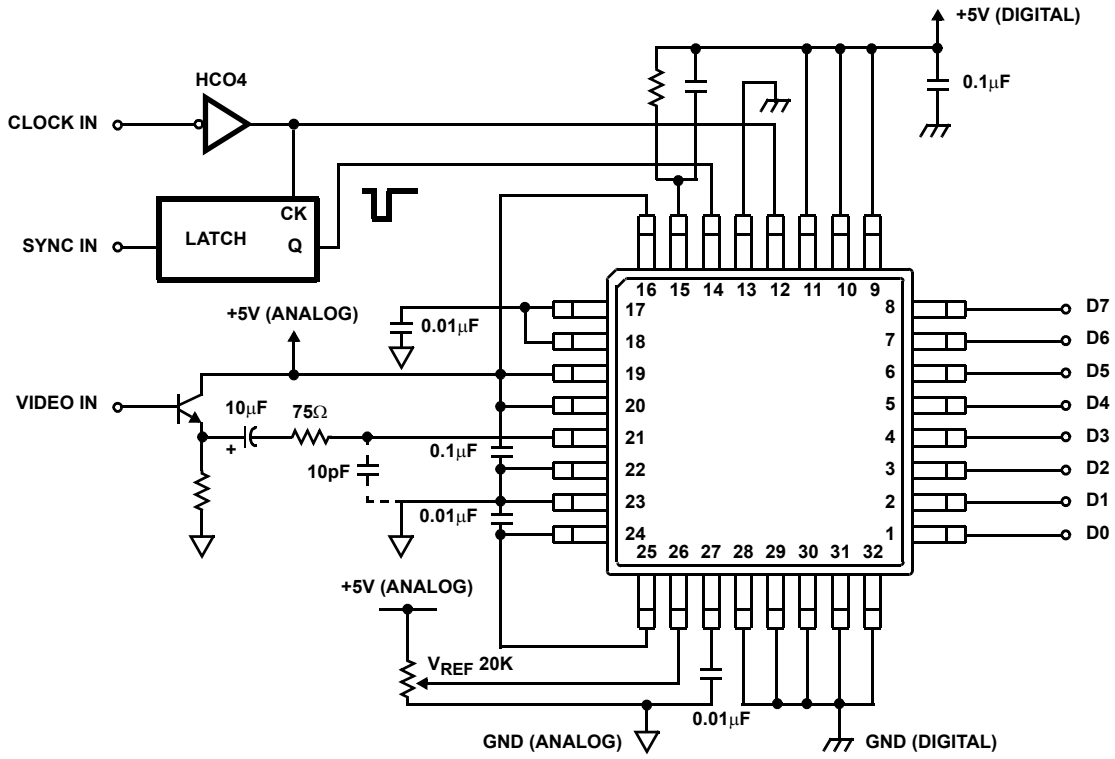 +5V (DIGITAL)
HCO4
0.1μF
CLOCK IN
CK
LATCH
Q
SYNC IN
16 15 14 13 12 11 10 9
+5V (ANALOG)
0.01μF
17
18
19
20
21
22
23
24
8
7
6
5
4
3
2
1
D7
D6
D5
D4
D3
D2
D1
D0
VIDEO IN
10μF
75Ω
+
10pF
0.1μF
0.01μF
25 26 27 28 29 30 31 32
+5V (ANALOG)
VREF 20K
0.01μF
GND (ANALOG)
GND (DIGITAL)